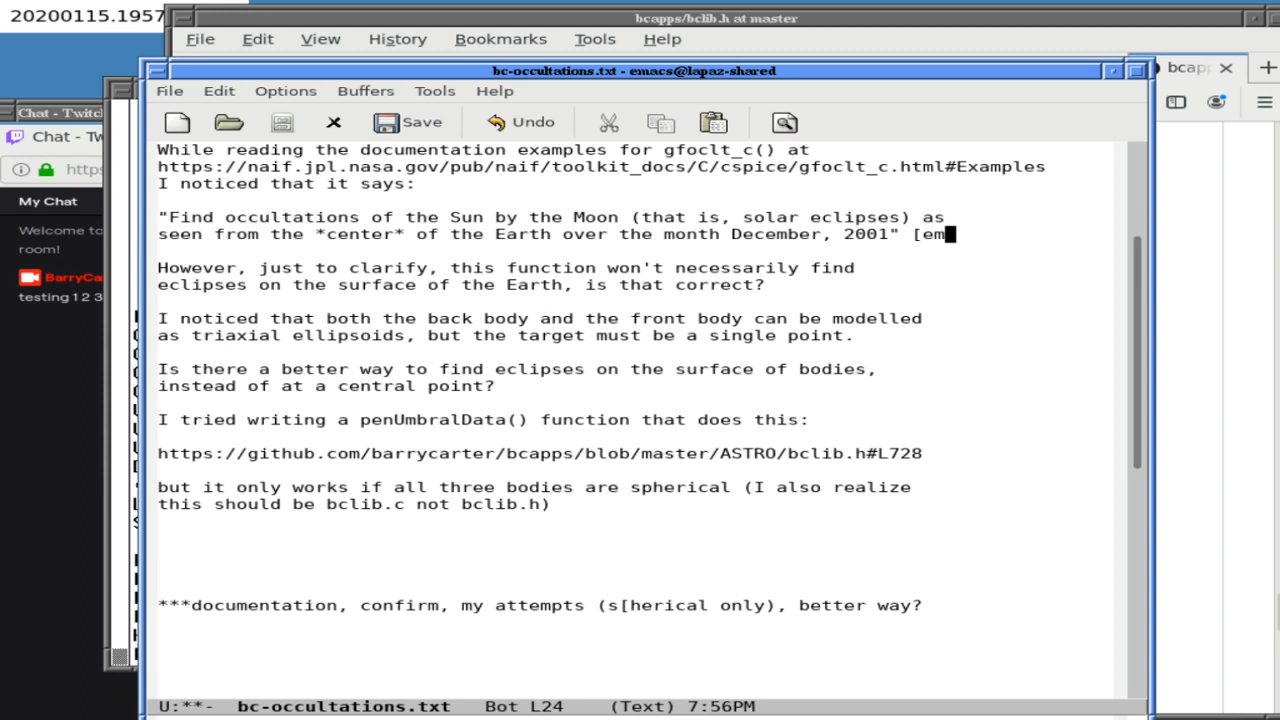 20200115.1957
bcapps/bclib.h at master
File Edit View History Bookmarks Tools Help
bc-occultations.txt - emacs@lapaz-shared
bcap
File Edit Options Buffers Tools Help
Chat - Twitch
Chat - Tw
https
Save Undo
My Chat
Welcome to
room!
BarryCa
testing 1 2 3
While reading the documentation examples for gfoclt_c() at
https://naif.jpl.nasa.gov/pub/naif/toolkit_docs/C/cspice/gfoclt_c.html#Examples
I noticed that it says:
"Find occultations of the Sun by the Moon (that is, solar eclipses) as
seen from the *center* of the Earth over the month December, 2001" [em
However, just to clarify, this function won't necessarily find
eclipses on the surface of the Earth, is that correct?
I noticed that both the back body and the front body can be modelled
as triaxial ellipsoids, but the target must be a single point.
Is there a better way to find eclipses on the surface of bodies,
instead of at a central point?
I tried writing a penUmbralData() function that does this:
https://github.com/barrycarter/bcapps/blob/master/ASTRO/bclib.h#L728
but it only works if all three bodies are spherical (I also realize
this should be bclib.c not bclib.h)
***documentation, confirm, my attempts (s[herical only), better way?
U:**- bc-occultations.txt Bot L24 (Text) 7:56PM